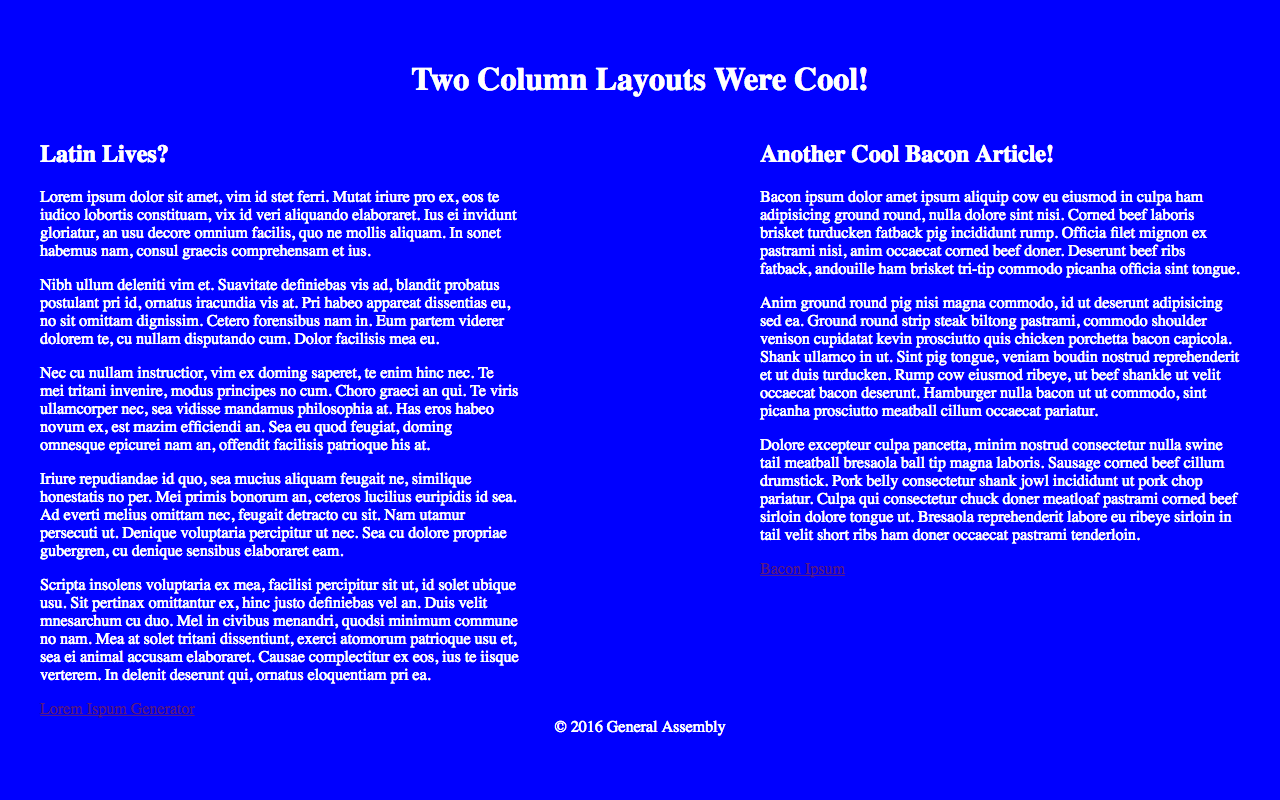 Two Column Layouts Were Cool!
Latin Lives?
Lorem ipsum dolor sit amet, vim id stet ferri. Mutat iriure pro ex, eos te
iudico lobortis constituam, vix id veri aliquando elaboraret. Ius ei invidunt
gloriatur, an usu decore omnium facilis, quo ne mollis aliquam. In sonet
habemus nam, consul graecis comprehensam et ius.
Nibh ullum deleniti vim et. Suavitate definiebas vis ad, blandit probatus
postulant pri id, ornatus iracundia vis at. Pri habeo appareat dissentias eu,
no sit omittam dignissim. Cetero forensibus nam in. Eum partem viderer
dolorem te, cu nullam disputando cum. Dolor facilisis mea eu.
Nec cu nullam instructior, vim ex doming saperet, te enim hinc nec. Te
mei tritani invenire, modus principes no cum. Choro graeci an qui. Te viris
ullamcorper nec, sea vidisse mandamus philosophia at. Has eros habeo
novum ex, est mazim efficiendi an. Sea eu quod feugiat, doming
omnesque epicurei nam an, offendit facilisis patrioque his at.
Iriure repudiandae id quo, sea mucius aliquam feugait ne, similique
honestatis no per. Mei primis bonorum an, ceteros lucilius euripidis id sea.
Ad everti melius omittam nec, feugait detracto cu sit. Nam utamur
persecuti ut. Denique voluptaria percipitur ut nec. Sea cu dolore propriae
gubergren, cu denique sensibus elaboraret eam.
Scripta insolens voluptaria ex mea, facilisi percipitur sit ut, id solet ubique
usu. Sit pertinax omittantur ex, hinc justo definiebas vel an. Duis velit
mnesarchum cu duo. Mel in civibus menandri, quodsi minimum commune
no nam. Mea at solet tritani dissentiunt, exerci atomorum patrioque usu et,
sea ei animal accusam elaboraret. Causae complectitur ex eos, ius te iisque
verterem. In delenit deserunt qui, ornatus eloquentiam pri ea.
Lorem Ispum Generator
Another Cool Bacon Article!
Bacon ipsum dolor amet ipsum aliquip cow eu eiusmod in culpa ham
adipisicing ground round, nulla dolore sint nisi. Corned beef laboris
brisket turducken fatback pig incididunt rump. Officia filet mignon ex
pastrami nisi, anim occaecat corned beef doner. Deserunt beef ribs
fatback, andouille ham brisket tri-tip commodo picanha officia sint tongue.
Anim ground round pig nisi magna commodo, id ut deserunt adipisicing
sed ea. Ground round strip steak biltong pastrami, commodo shoulder
venison cupidatat kevin prosciutto quis chicken porchetta bacon capicola.
Shank ullamco in ut. Sint pig tongue, veniam boudin nostrud reprehenderit
et ut duis turducken. Rump cow eiusmod ribeye, ut beef shankle ut velit
occaecat bacon deserunt. Hamburger nulla bacon ut ut commodo, sint
picanha prosciutto meatball cillum occaecat pariatur.
Dolore excepteur culpa pancetta, minim nostrud consectetur nulla swine
tail meatball bresaola ball tip magna laboris. Sausage corned beef cillum
drumstick. Pork belly consectetur shank jowl incididunt ut pork chop
pariatur. Culpa qui consectetur chuck doner meatloaf pastrami corned beef
sirloin dolore tongue ut. Bresaola reprehenderit labore eu ribeye sirloin in
tail velit short ribs ham doner occaecat pastrami tenderloin.
Bacon Ipsum
© 2016 General Assembly